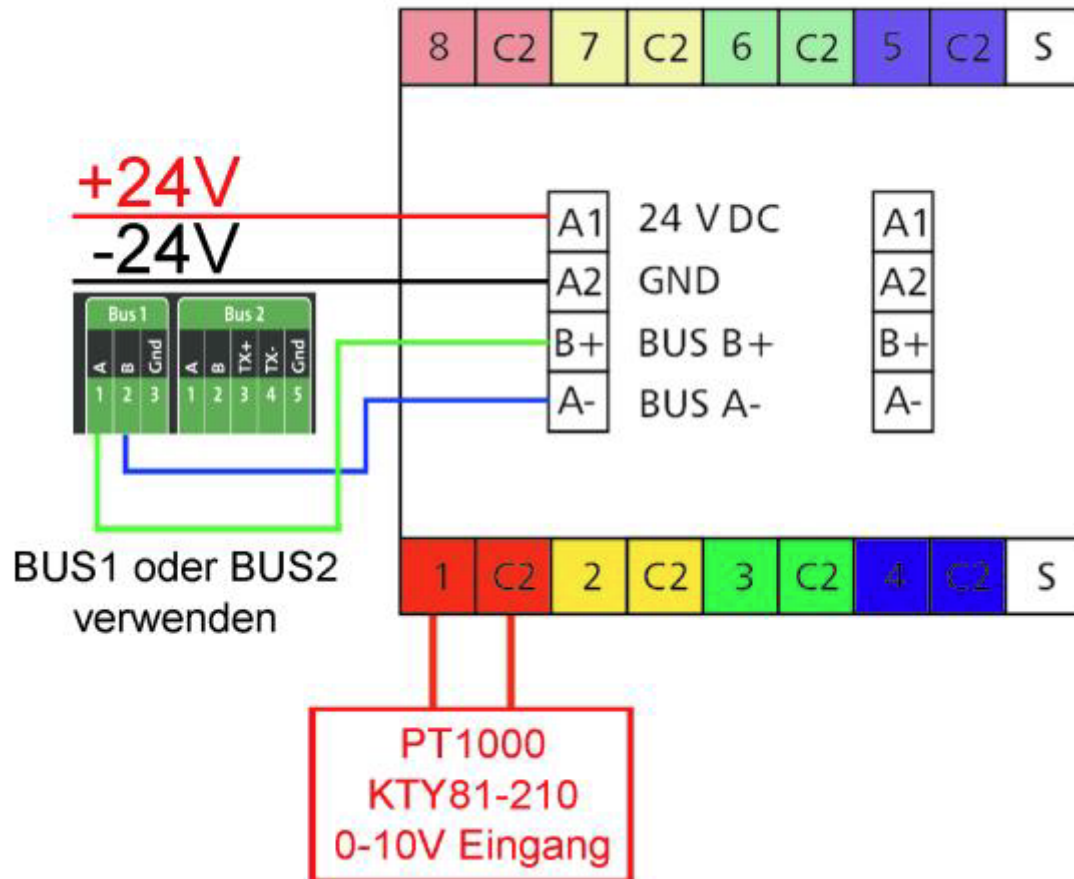 8 C2 7 C2 6 C2 5 C2 S
+24V
-24V
A1 24 V DC A1
A2 GND A2
B+ BUS B+ B+
A- BUS A- A-
Bus 1 Bus 2
A B Gnd A B TX+ TX- Gnd
1 2 3 1 2 3 4 5
BUS1 oder BUS2
verwenden
1 C2 2 C2 3 C2 4 C2 S
PT1000
KTY81-210
0-10V Eingang